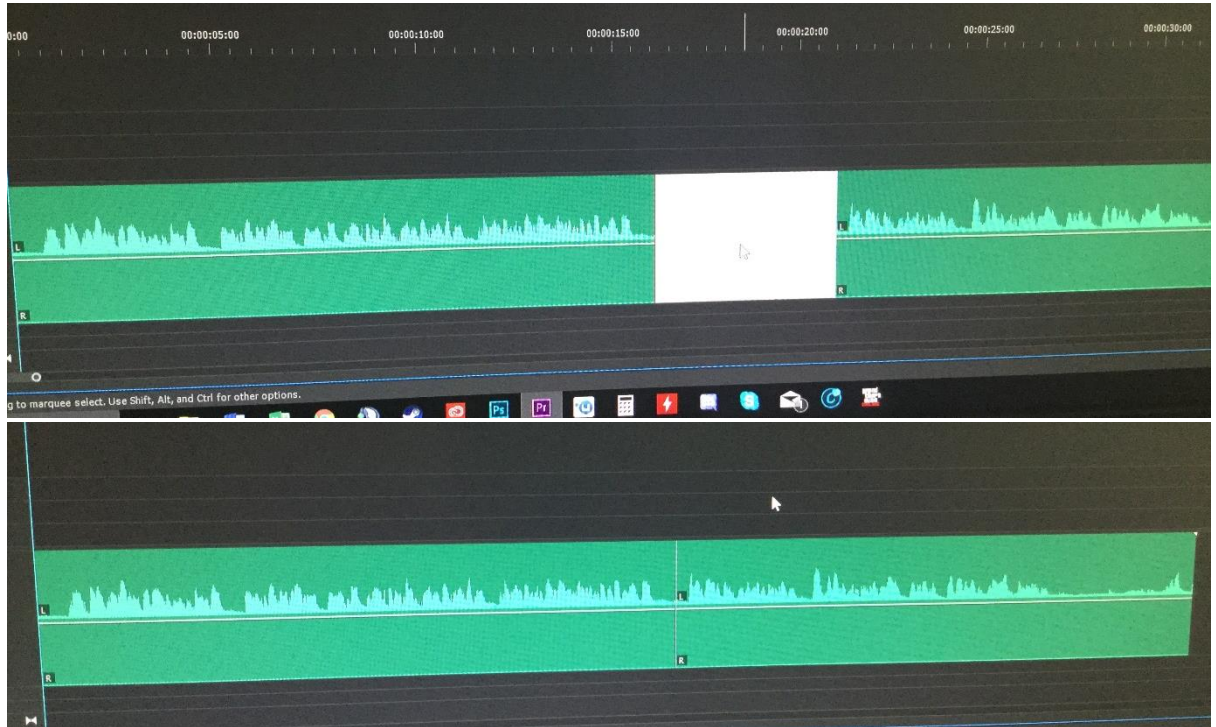 0:00 00:00:05:00 00:00:10:00 00:00:15:00 00:00:20:00 00:00:25:00 00:00:30:00
L L
R R
g to marquee select. Use Shift, Alt, and Ctrl for other options.
Ps Pr
L L
R R